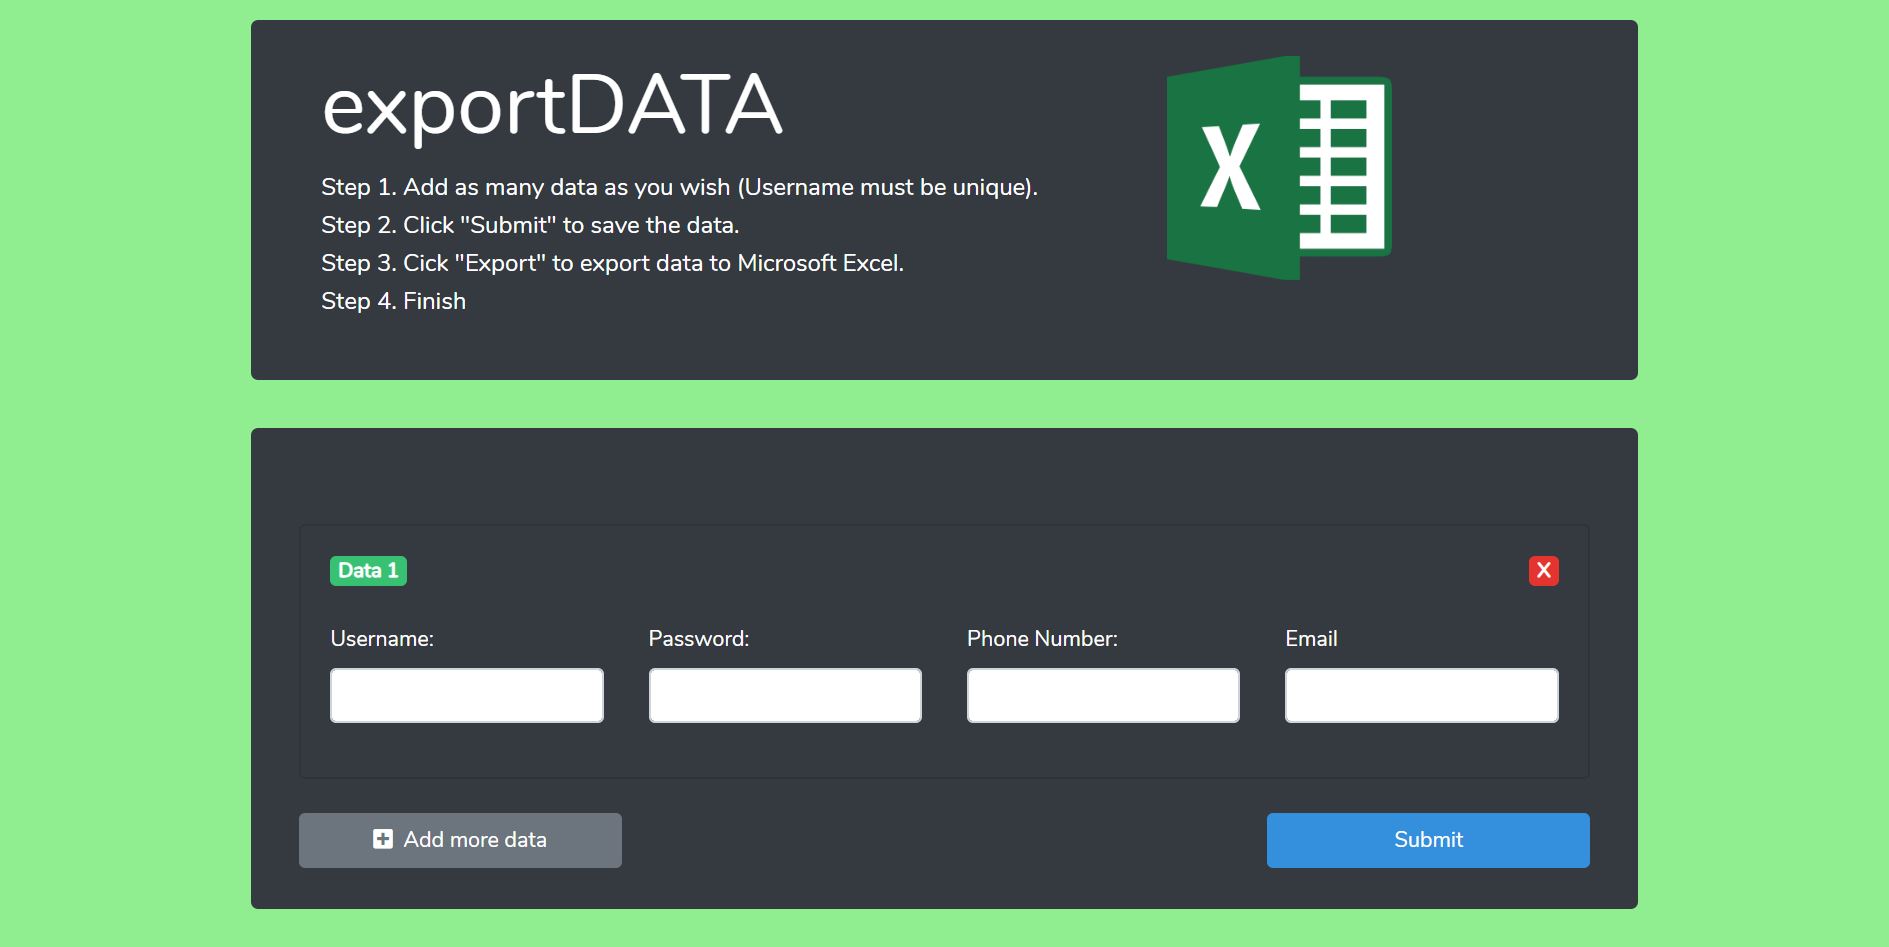 exportDATA
Step 1. Add as many data as you wish (Username must be unique).
Step 2. Click "Submit" to save the data.
Step 3. Cick "Export" to export data to Microsoft Excel.
Step 4. Finish
X
Data 1
X
Username:
Password:
Phone Number:
Email
Add more data
Submit